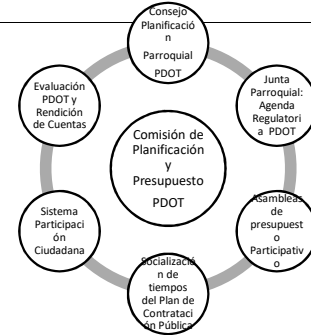 Consejo
Planificació
n
Parroquial
PDOT
Junta
Parroquial:
Agenda
Regulatori
a PDOT
Asambleas
de
presupuest
o
Participativ
o
Socializació
n de
tiempos
del Plan de
Contrataci
ón Pública
Sistema
Participaci
ón
Ciudadana
Evaluación
PDOT y
Rendición
de Cuentas
Comisión de
Planificación
y
Presupuesto
PDOT